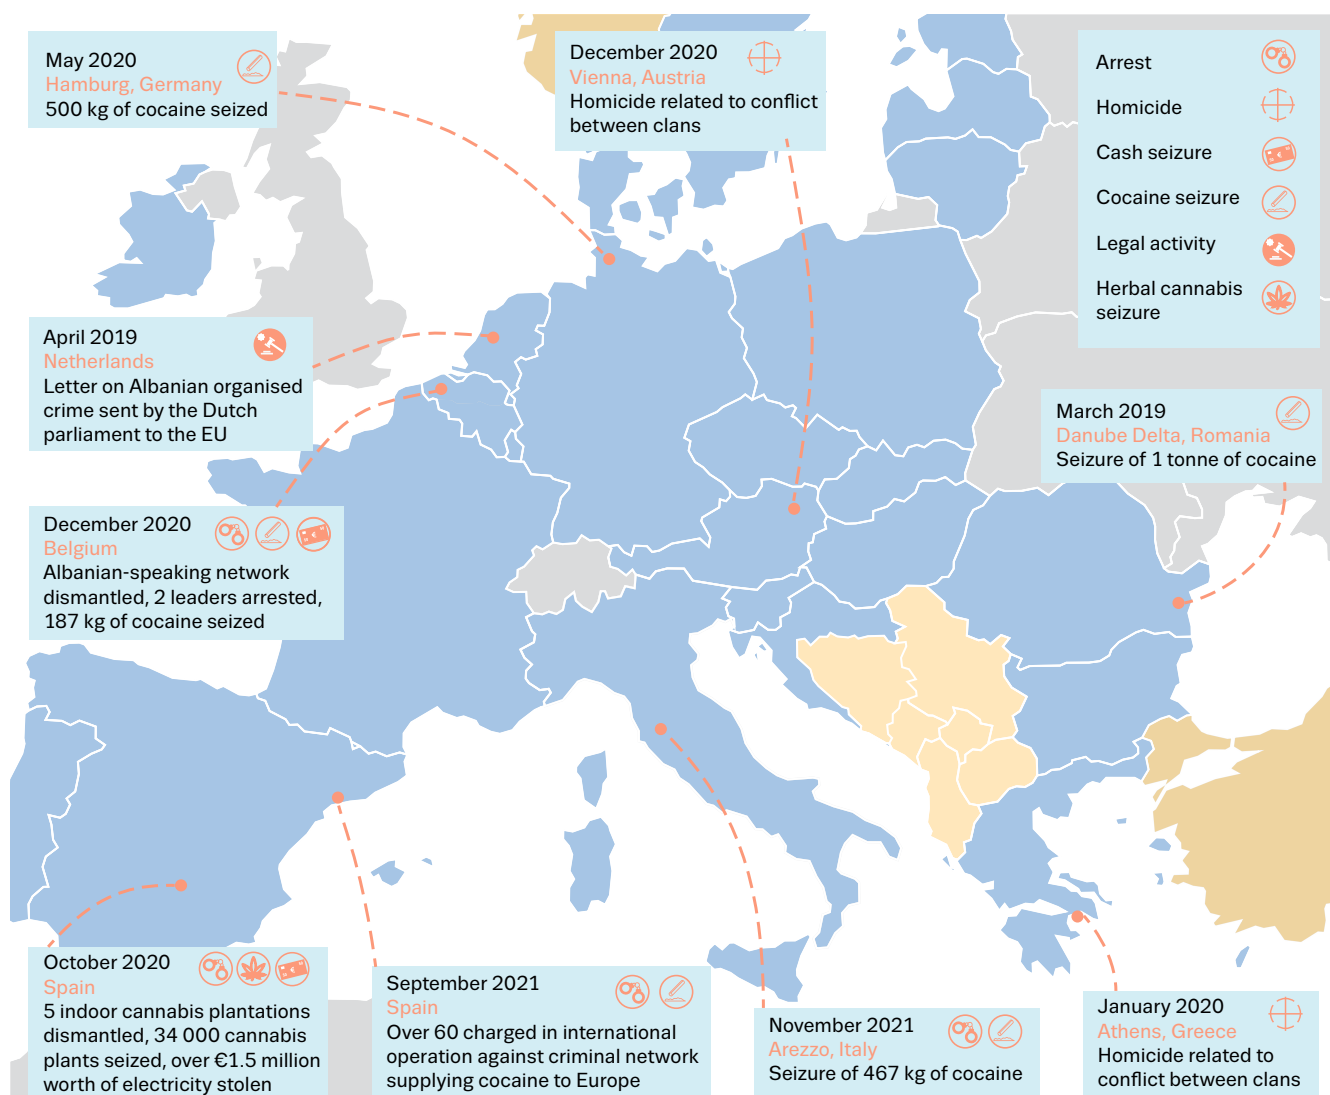 May 2020
Hamburg, Germany
500 kg of cocaine seized
December 2020
Vienna, Austria
Homicide related to conflict
between clans
Arrest
Homicide
Cash seizure
Cocaine seizure
Legal activity
Herbal cannabis
seizure
April 2019
Netherlands
Letter on Albanian organised
crime sent by the Dutch
parliament to the EU
March 2019
Danube Delta, Romania
Seizure of 1 tonne of cocaine
December 2020
Belgium
Albanian-speaking network
dismantled, 2 leaders arrested,
187 kg of cocaine seized
October 2020
Spain
5 indoor cannabis plantations
dismantled, 34 000 cannabis
plants seized, over €1.5 million
worth of electricity stolen
September 2021
Spain
Over 60 charged in international
operation against criminal network
supplying cocaine to Europe
November 2021
Arezzo, Italy
Seizure of 467 kg of cocaine
January 2020
Athens, Greece
Homicide related to
conflict between clans